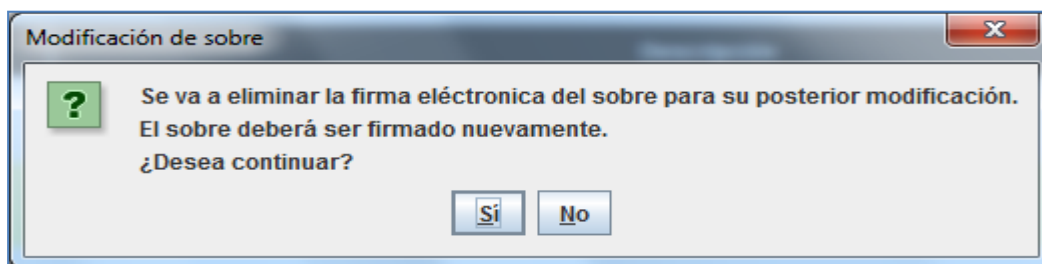 Modificación de sobre
Se va a eliminar la firma eléctronica del sobre para su posterior modificación.
El sobre deberá ser firmado nuevamente.
¿Desea continuar?
Sí
No